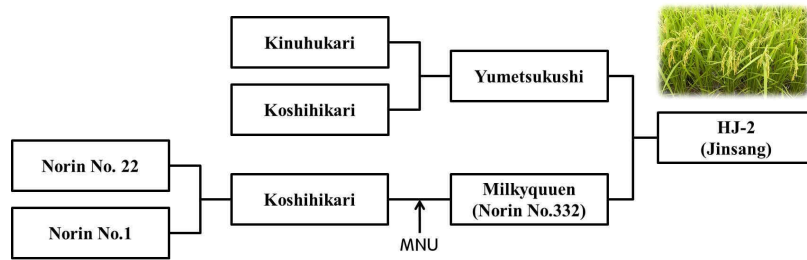 Kinuhukari
Yumetsukushi
Koshihikari
HJ-2
(Jinsang)
Norin No. 22
Koshihikari
Milkyquuen
(Norin No.332)
Norin No.1
MNU